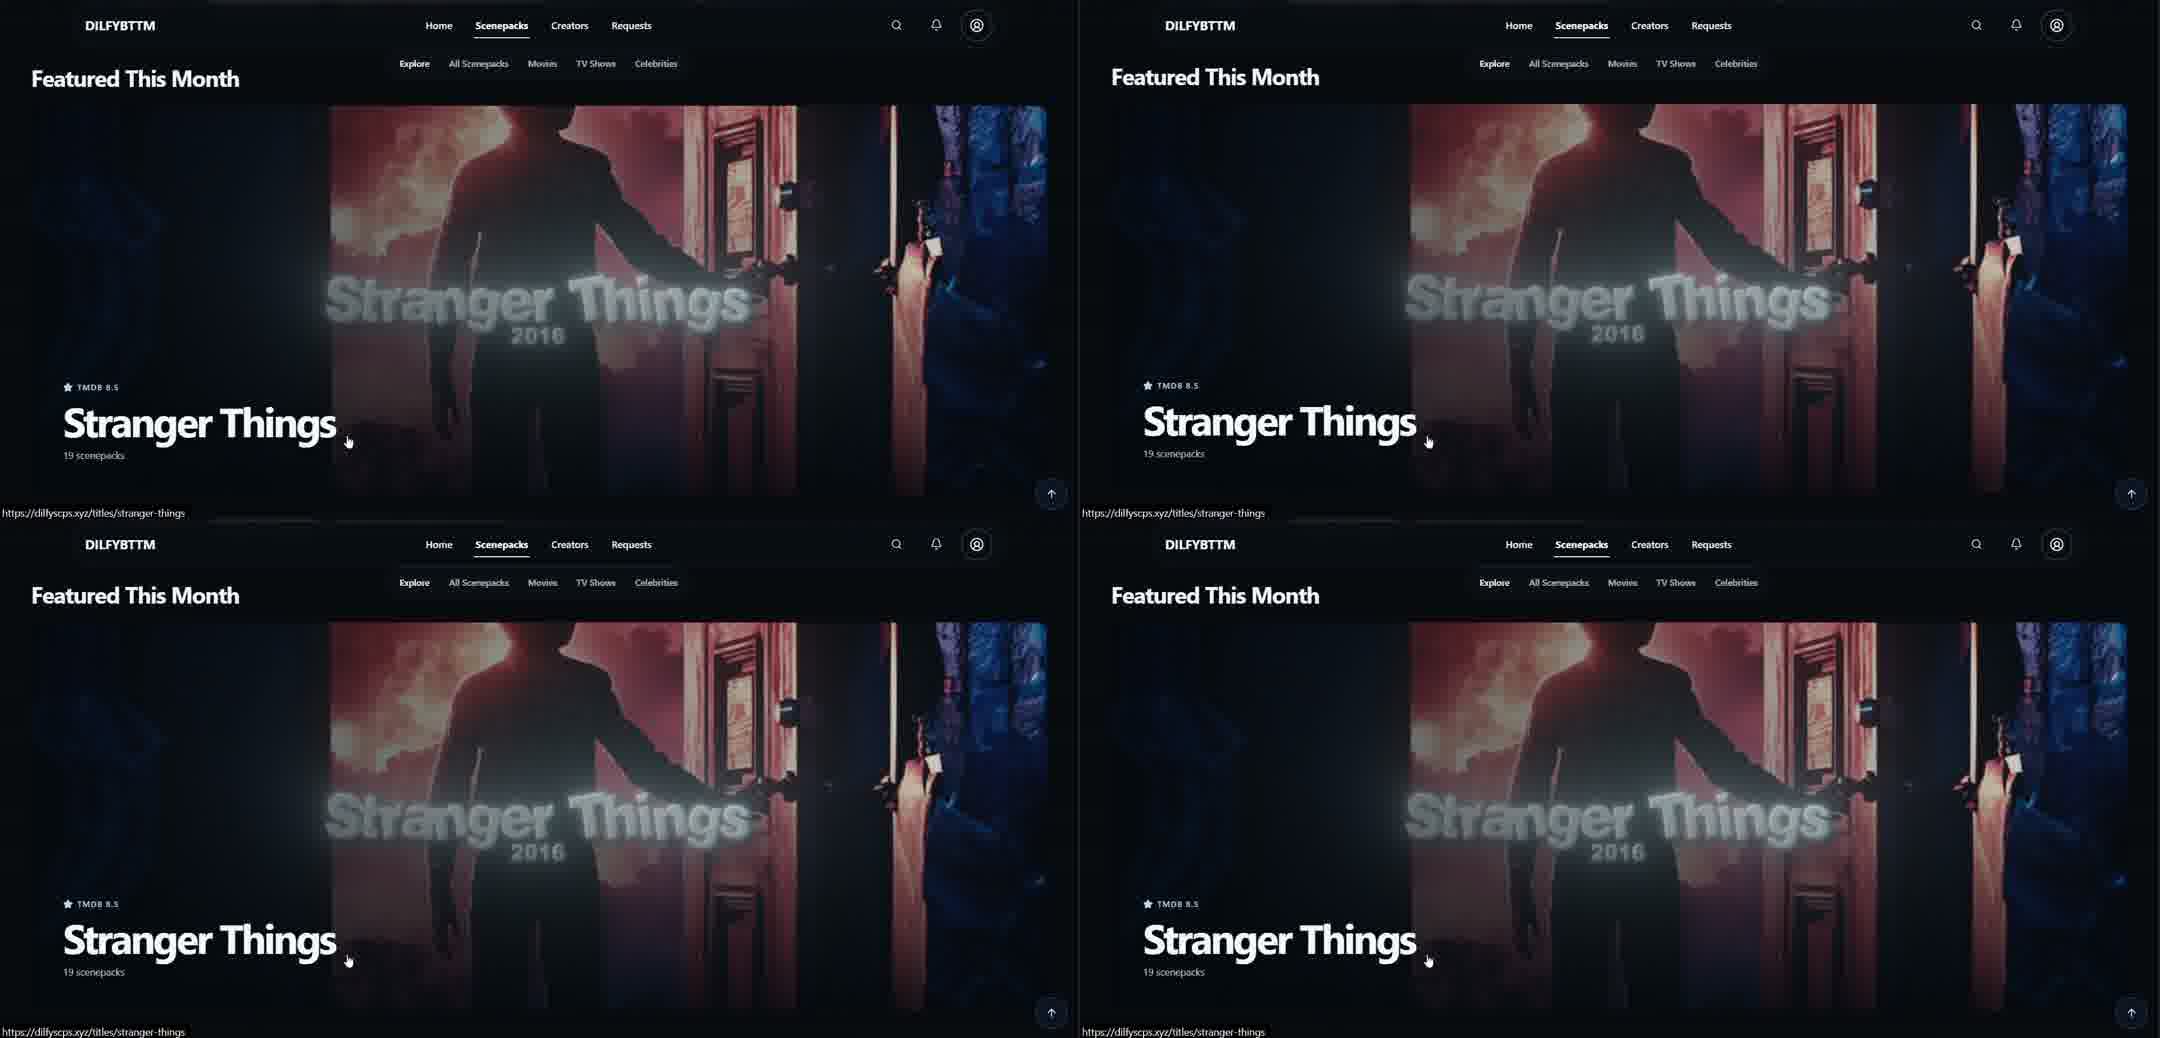 DILFYBTTM Home Scenepacks Creators Requests
Explore All Scenepacks Movies TV Shows Celebrities
Featured This Month
Stranger Things
2016
TMDB 8.5
Stranger Things
19 scenepacks
https://dilfyscps.xyz/titles/stranger-things
DILFYBTTM Home Scenepacks Creators Requests
Explore All Scenepacks Movies TV Shows Celebrities
Featured This Month
Stranger Things
2016
TMDB 8.5
Stranger Things
19 scenepacks
https://dilfyscps.xyz/titles/stranger-things
DILFYBTTM Home Scenepacks Creators Requests
Explore All Scenepacks Movies TV Shows Celebrities
Featured This Month
Stranger Things
2016
TMDB 8.5
Stranger Things
19 scenepacks
https://dilfyscps.xyz/titles/stranger-things
DILFYBTTM Home Scenepacks Creators Requests
Explore All Scenepacks Movies TV Shows Celebrities
Featured This Month
Stranger Things
2016
TMDB 8.5
Stranger Things
19 scenepacks
https://dilfyscps.xyz/titles/stranger-things